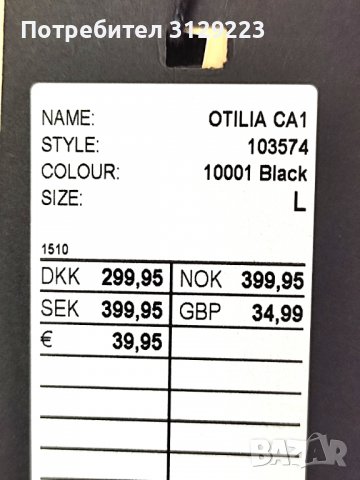 Потребител 3129223
NAME: OTILIA CA1
STYLE: 103574
COLOUR: 10001 Black
SIZE: L
1510
DKK 299,95 NOK 399,95
SEK 399,95 GBP 34,99
€ 39,95
BAZAR